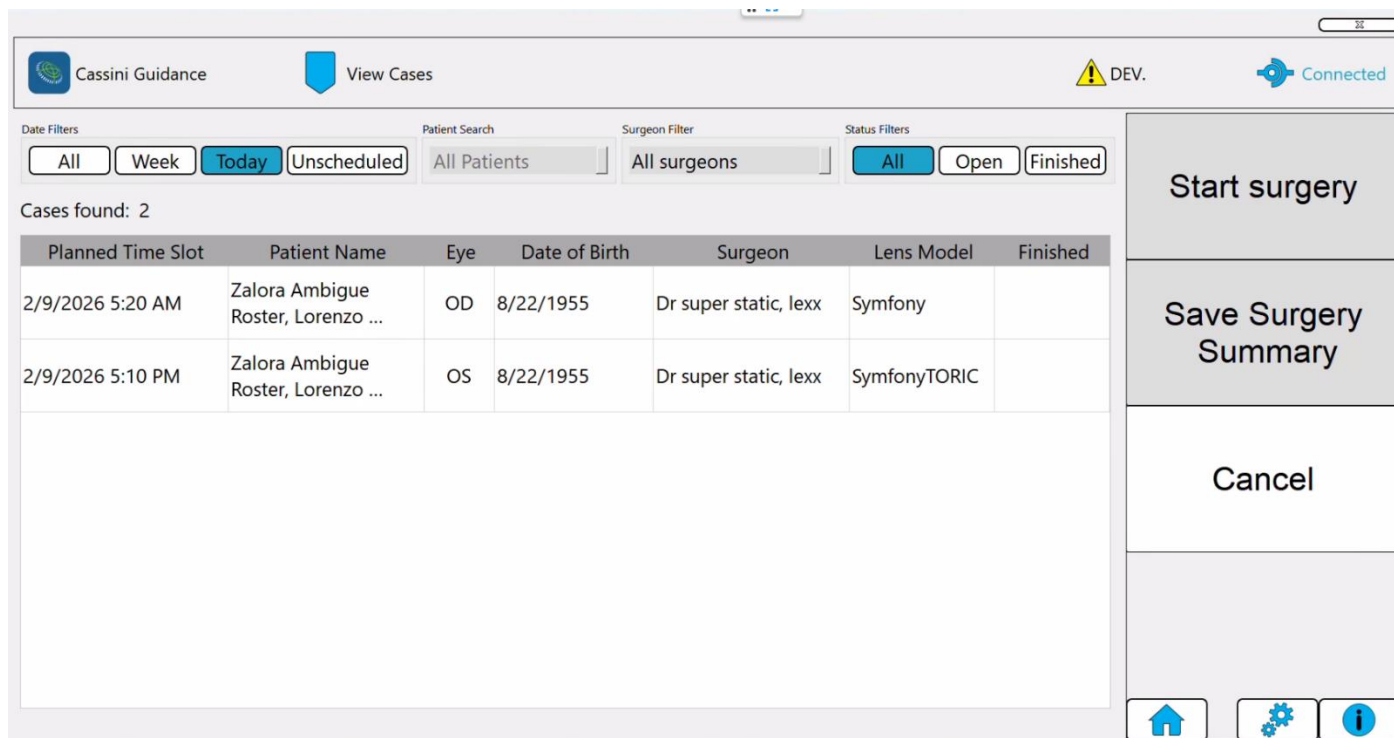 Cassini Guidance
View Cases
DEV.
Connected
Date Filters
All
Week
Today
Unscheduled
Patient Search
All Patients
Surgeon Filter
All surgeons
Status Filters
All
Open
Finished
Cases found: 2
Planned Time Slot Patient Name Eye Date of Birth Surgeon Lens Model Finished
2/9/2026 5:20 AM Zalora Ambigue
Roster, Lorenzo ... OD 8/22/1955 Dr super static, lexx Symfony
2/9/2026 5:10 PM Zalora Ambigue
Roster, Lorenzo ... OS 8/22/1955 Dr super static, lexx SymfonyTORIC
Start surgery
Save Surgery
Summary
Cancel